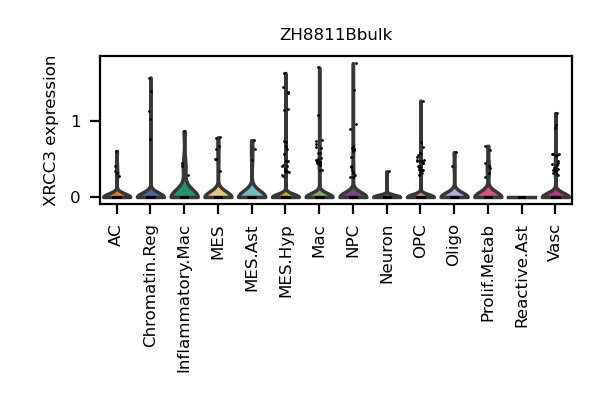 ZH8811Bbulk
XRCC3 expression
1
0
AC
Chromatin.Reg
Inflammatory.Mac
MES
MES.Ast
MES.Hyp
Mac
NPC
Neuron
OPC
Oligo
Prolif.Metab
Reactive.Ast
Vasc